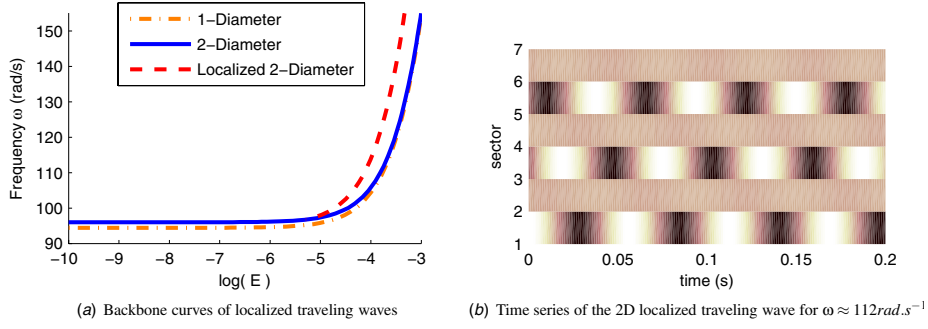 1−Diameter
2−Diameter
Localized 2−Diameter
Frequency ω (rad/s)
150
140
130
120
110
100
90
−10 −9 −8 −7 −6 −5 −4 −3
log( E )
(a) Backbone curves of localized traveling waves
sector
7
6
5
4
3
2
1
0 0.05 0.1 0.15 0.2
time (s)
(b) Time series of the 2D localized traveling wave for ω ≈ 112rad.s⁻¹